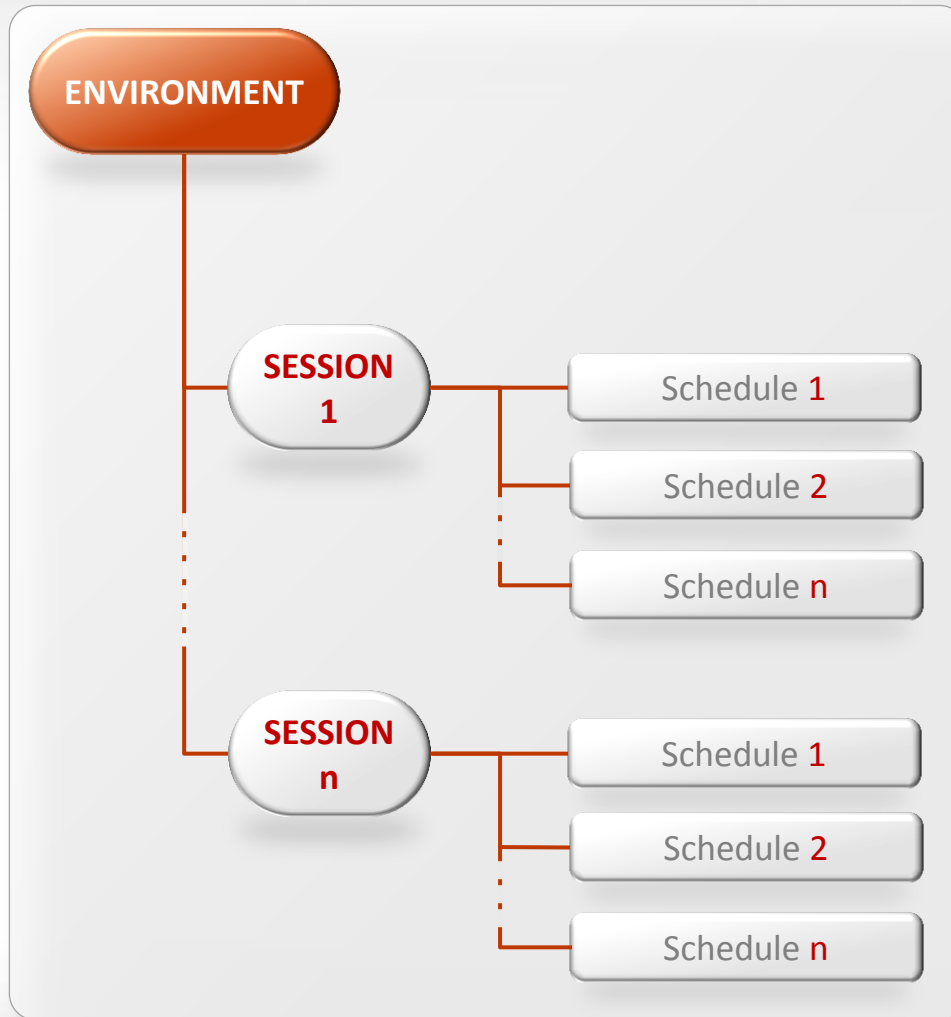 ENVIRONMENT
SESSION
1
Schedule 1
Schedule 2
Schedule n
SESSION
n
Schedule 1
Schedule 2
Schedule n